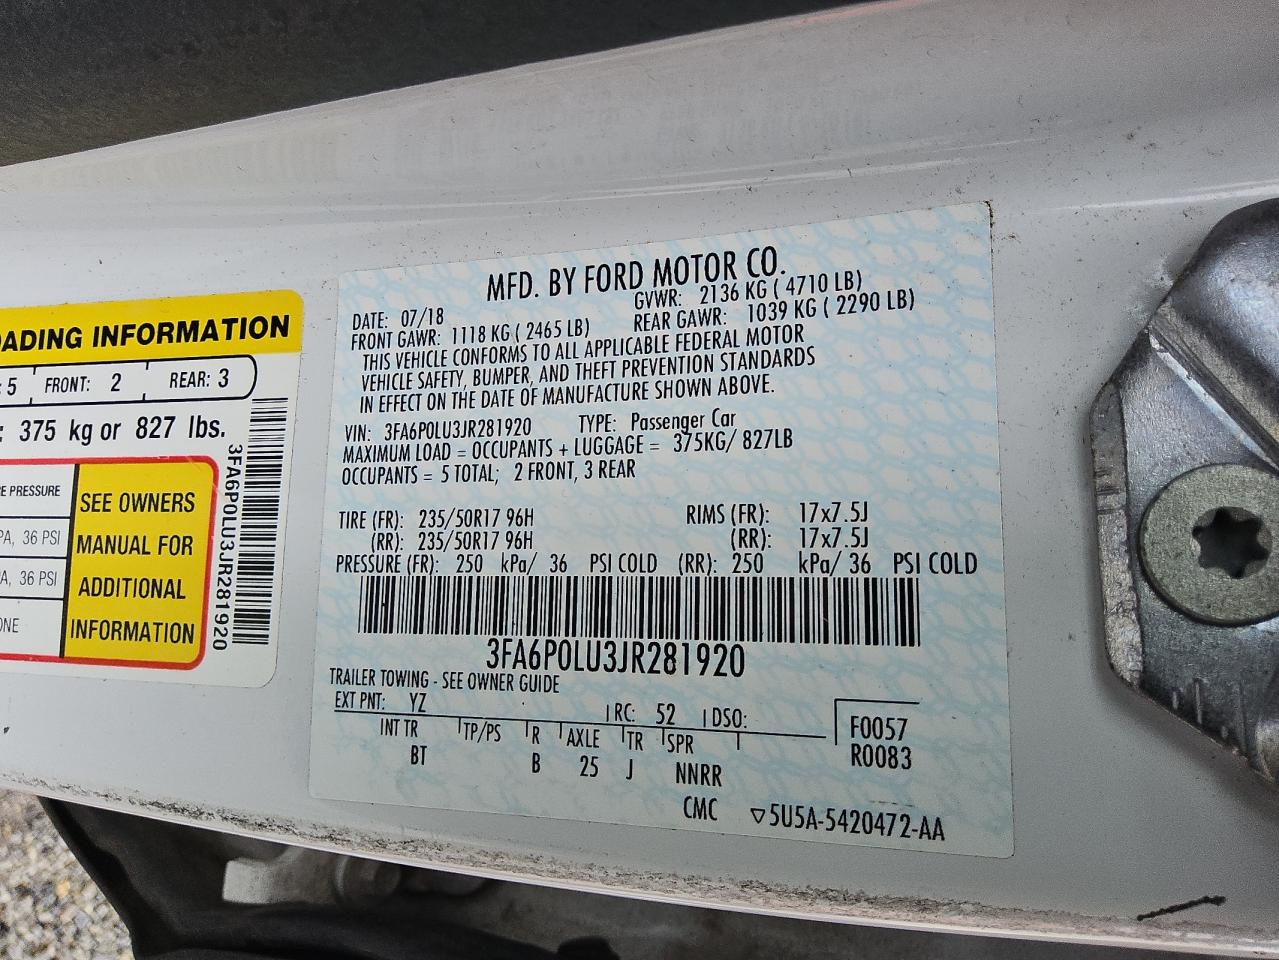 ADING INFORMATION
: 5 FRONT: 2 REAR: 3
: 375 kg or 827 lbs.
E PRESSURE
PA, 36 PSI
A, 36 PSI
ONE
SEE OWNERS
MANUAL FOR
ADDITIONAL
INFORMATION
3FA6P0LU3JR281920
MFD. BY FORD MOTOR CO.
DATE: 07/18 GVWR: 2136 KG ( 4710 LB)
FRONT GAWR: 1118 KG ( 2465 LB) REAR GAWR: 1039 KG ( 2290 LB)
THIS VEHICLE CONFORMS TO ALL APPLICABLE FEDERAL MOTOR
VEHICLE SAFETY, BUMPER, AND THEFT PREVENTION STANDARDS
IN EFFECT ON THE DATE OF MANUFACTURE SHOWN ABOVE.
VIN: 3FA6P0LU3JR281920 TYPE: Passenger Car
MAXIMUM LOAD = OCCUPANTS + LUGGAGE = 375KG/ 827LB
OCCUPANTS = 5 TOTAL; 2 FRONT, 3 REAR
TIRE (FR): 235/50R17 96H RIMS (FR): 17x7.5J
(RR): 235/50R17 96H (RR): 17x7.5J
PRESSURE (FR): 250 kPa/ 36 PSI COLD (RR): 250 kPa/ 36 PSI COLD
3FA6P0LU3JR281920
TRAILER TOWING - SEE OWNER GUIDE
EXT PNT: YZ RC: 52 DSO:
INT TR TP/PS R AXLE TR SPR
BT B 25 J NNRR
F0057
R0083
CMC ▽5U5A-5420472-AA